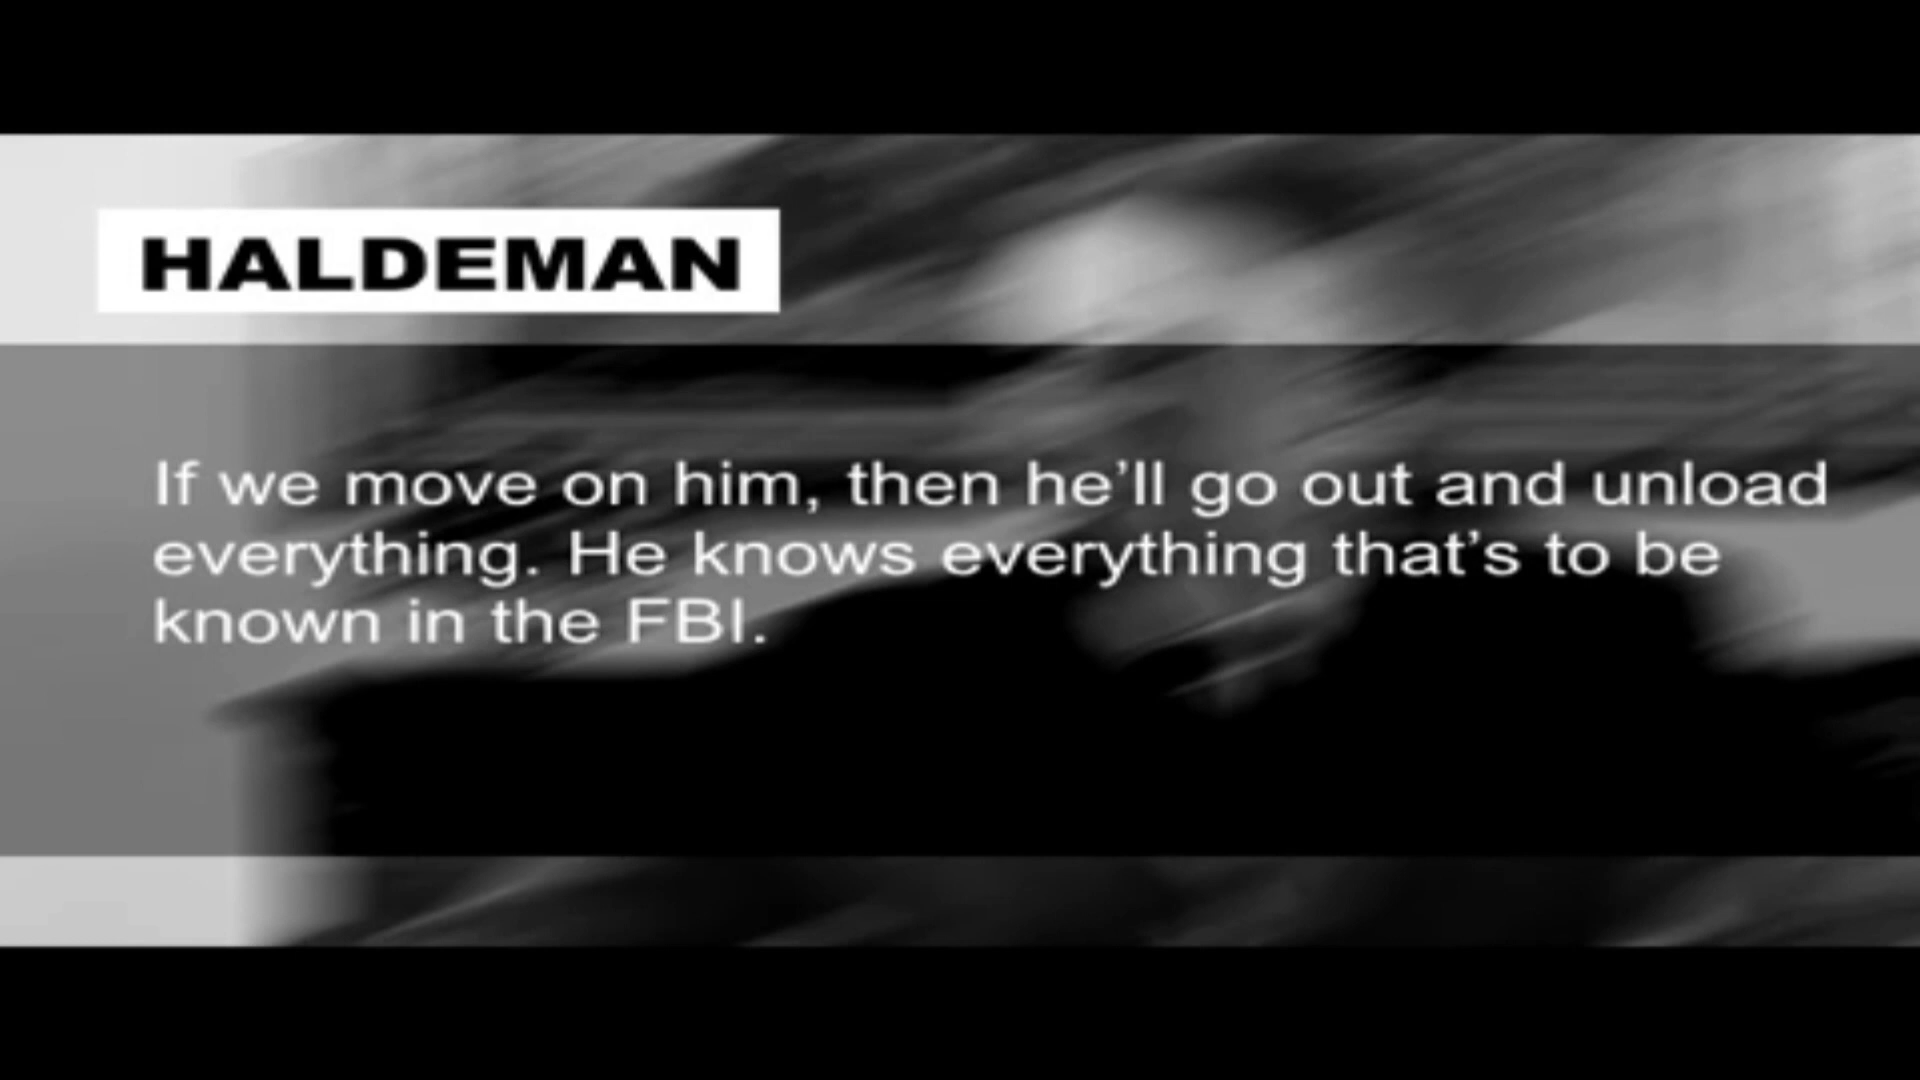 HALDEMAN
If we move on him, then he’ll go out and unload
everything. He knows everything that’s to be
known in the FBI.